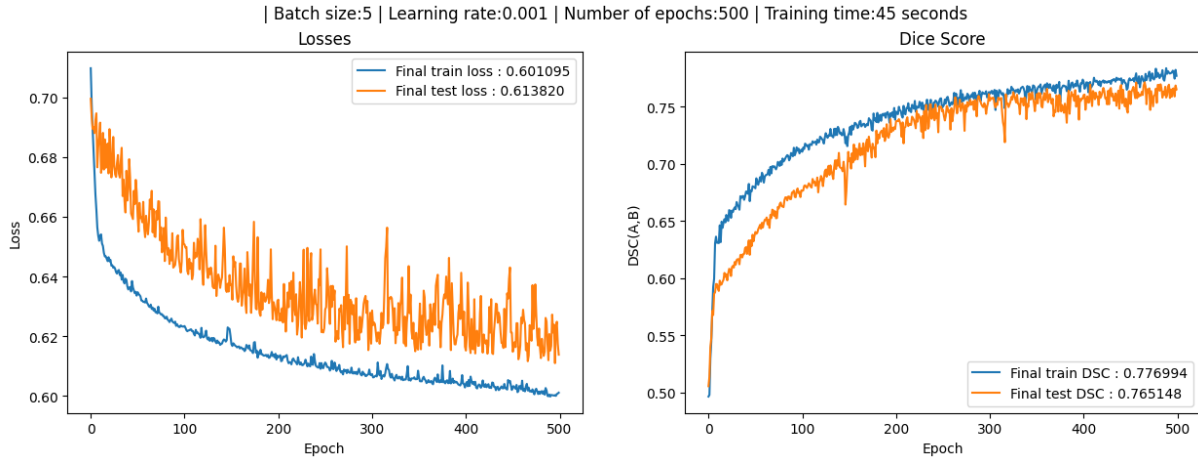 | Batch size:5 | Learning rate:0.001 | Number of epochs:500 | Training time:45 seconds
Losses
Final train loss : 0.601095
Final test loss : 0.613820
0.70
0.68
0.66
0.64
0.62
0.60
Loss
0 100 200 300 400 500
Epoch
Dice Score
0.75
0.70
0.65
0.60
0.55
0.50
DSC(A,B)
Final train DSC : 0.776994
Final test DSC : 0.765148
0 100 200 300 400 500
Epoch